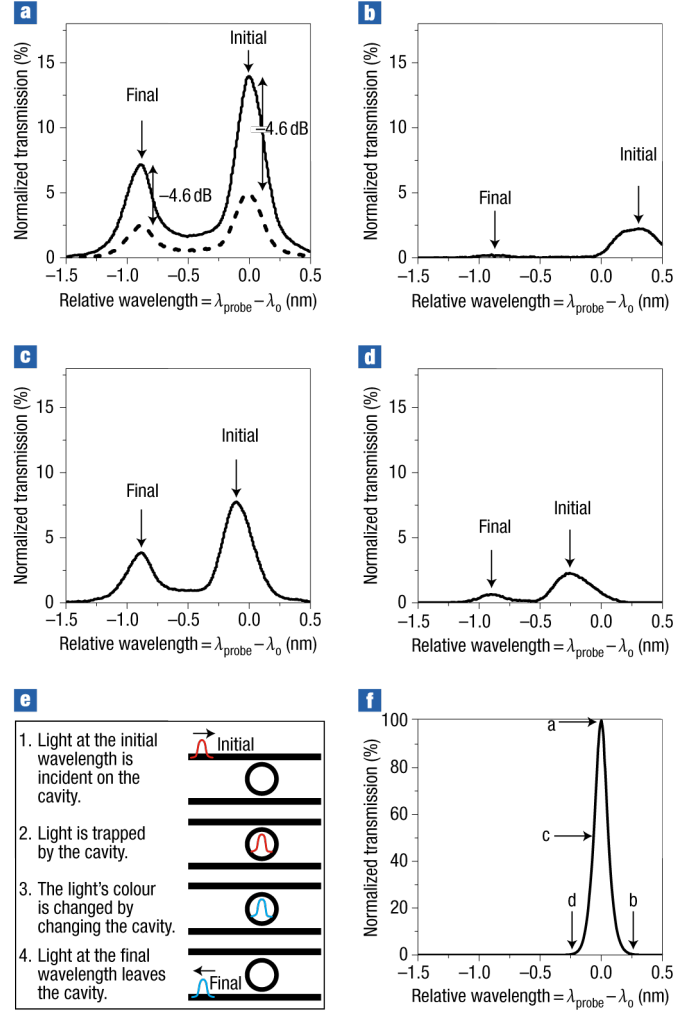 a
Normalized transmission (%)
15
10
5
0
Initial
Final
–4.6 dB
–4.6 dB
–1.5 –1.0 –0.5 0.0 0.5
Relative wavelength = λprobe – λo (nm)
b
Normalized transmission (%)
15
10
5
0
Initial
Final
–1.5 –1.0 –0.5 0.0 0.5
Relative wavelength = λprobe – λo (nm)
c
Normalized transmission (%)
15
10
5
0
Initial
Final
–1.5 –1.0 –0.5 0.0 0.5
Relative wavelength = λprobe – λo (nm)
d
Normalized transmission (%)
15
10
5
0
Initial
Final
–1.5 –1.0 –0.5 0.0 0.5
Relative wavelength = λprobe – λo (nm)
e
1. Light at the initial
wavelength is
incident on the
cavity.
Initial
2. Light is trapped
by the cavity.
3. The light's colour
is changed by
changing the cavity.
4. Light at the final
wavelength leaves
the cavity.
Final
f
Normalized transmission (%)
100
80
60
40
20
0
a
c
d
b
–1.5 –1.0 –0.5 0.0 0.5
Relative wavelength = λprobe – λo (nm)